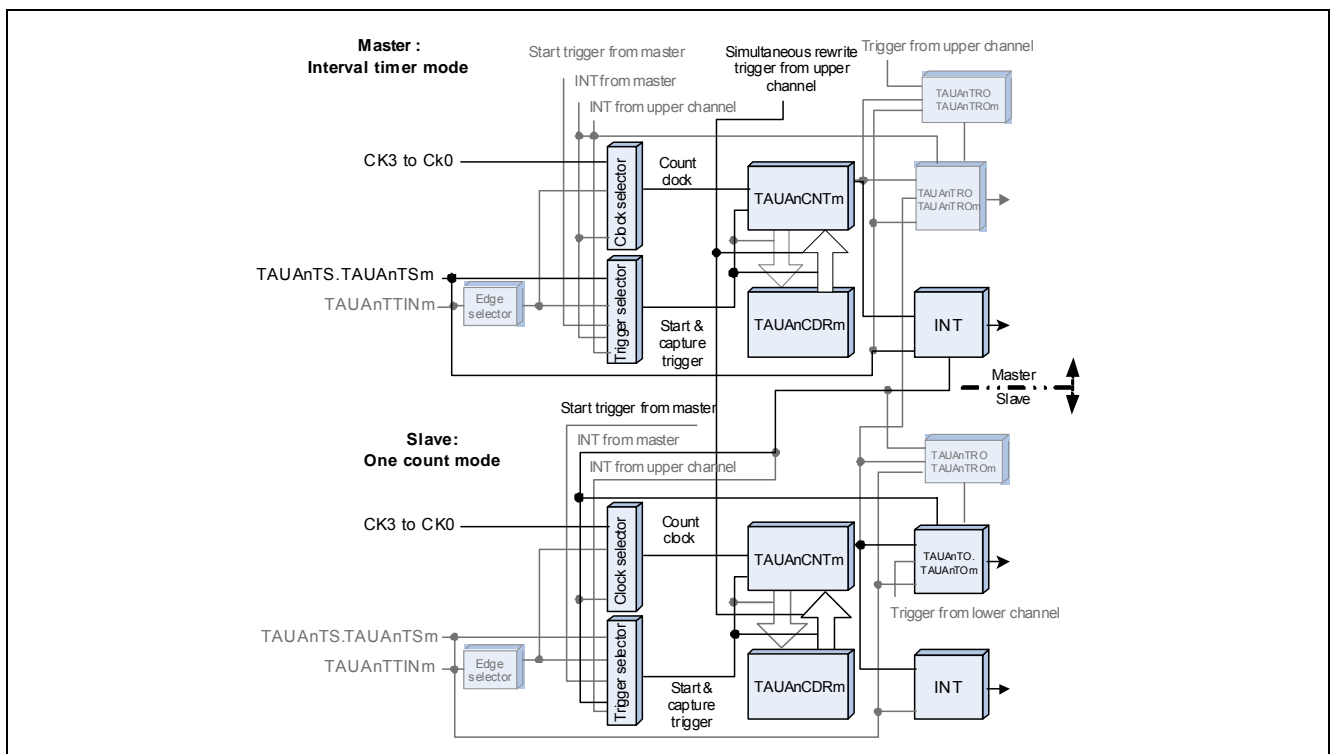 Master :
Interval timer mode
Start trigger from master
INT from master
INT from upper channel
Simultaneous rewrite
trigger from upper
channel
Trigger from upper channel
TAUAnTRO
TAUAnTROm
CK3 to Ck0
Clock selector
Count
clock
TAUAnCNTm
TAUAnTRO
TAUAnTROm
TAUAnTS.TAUAnTSm
TAUAnTTINm
Edge
selector
Trigger selector
Start &
capture
trigger
TAUAnCDRm
INT
Master
Slave
Slave:
One count mode
Start trigger from master
INT from master
INT from upper channel
TAUAnTRO
TAUAnTROm
CK3 to CK0
Clock selector
Count
clock
TAUAnCNTm
TAUAnTO.
TAUAnTOm
Trigger from lower channel
TAUAnTS.TAUAnTSm
TAUAnTTINm
Edge
selector
Trigger selector
Start &
capture
trigger
TAUAnCDRm
INT